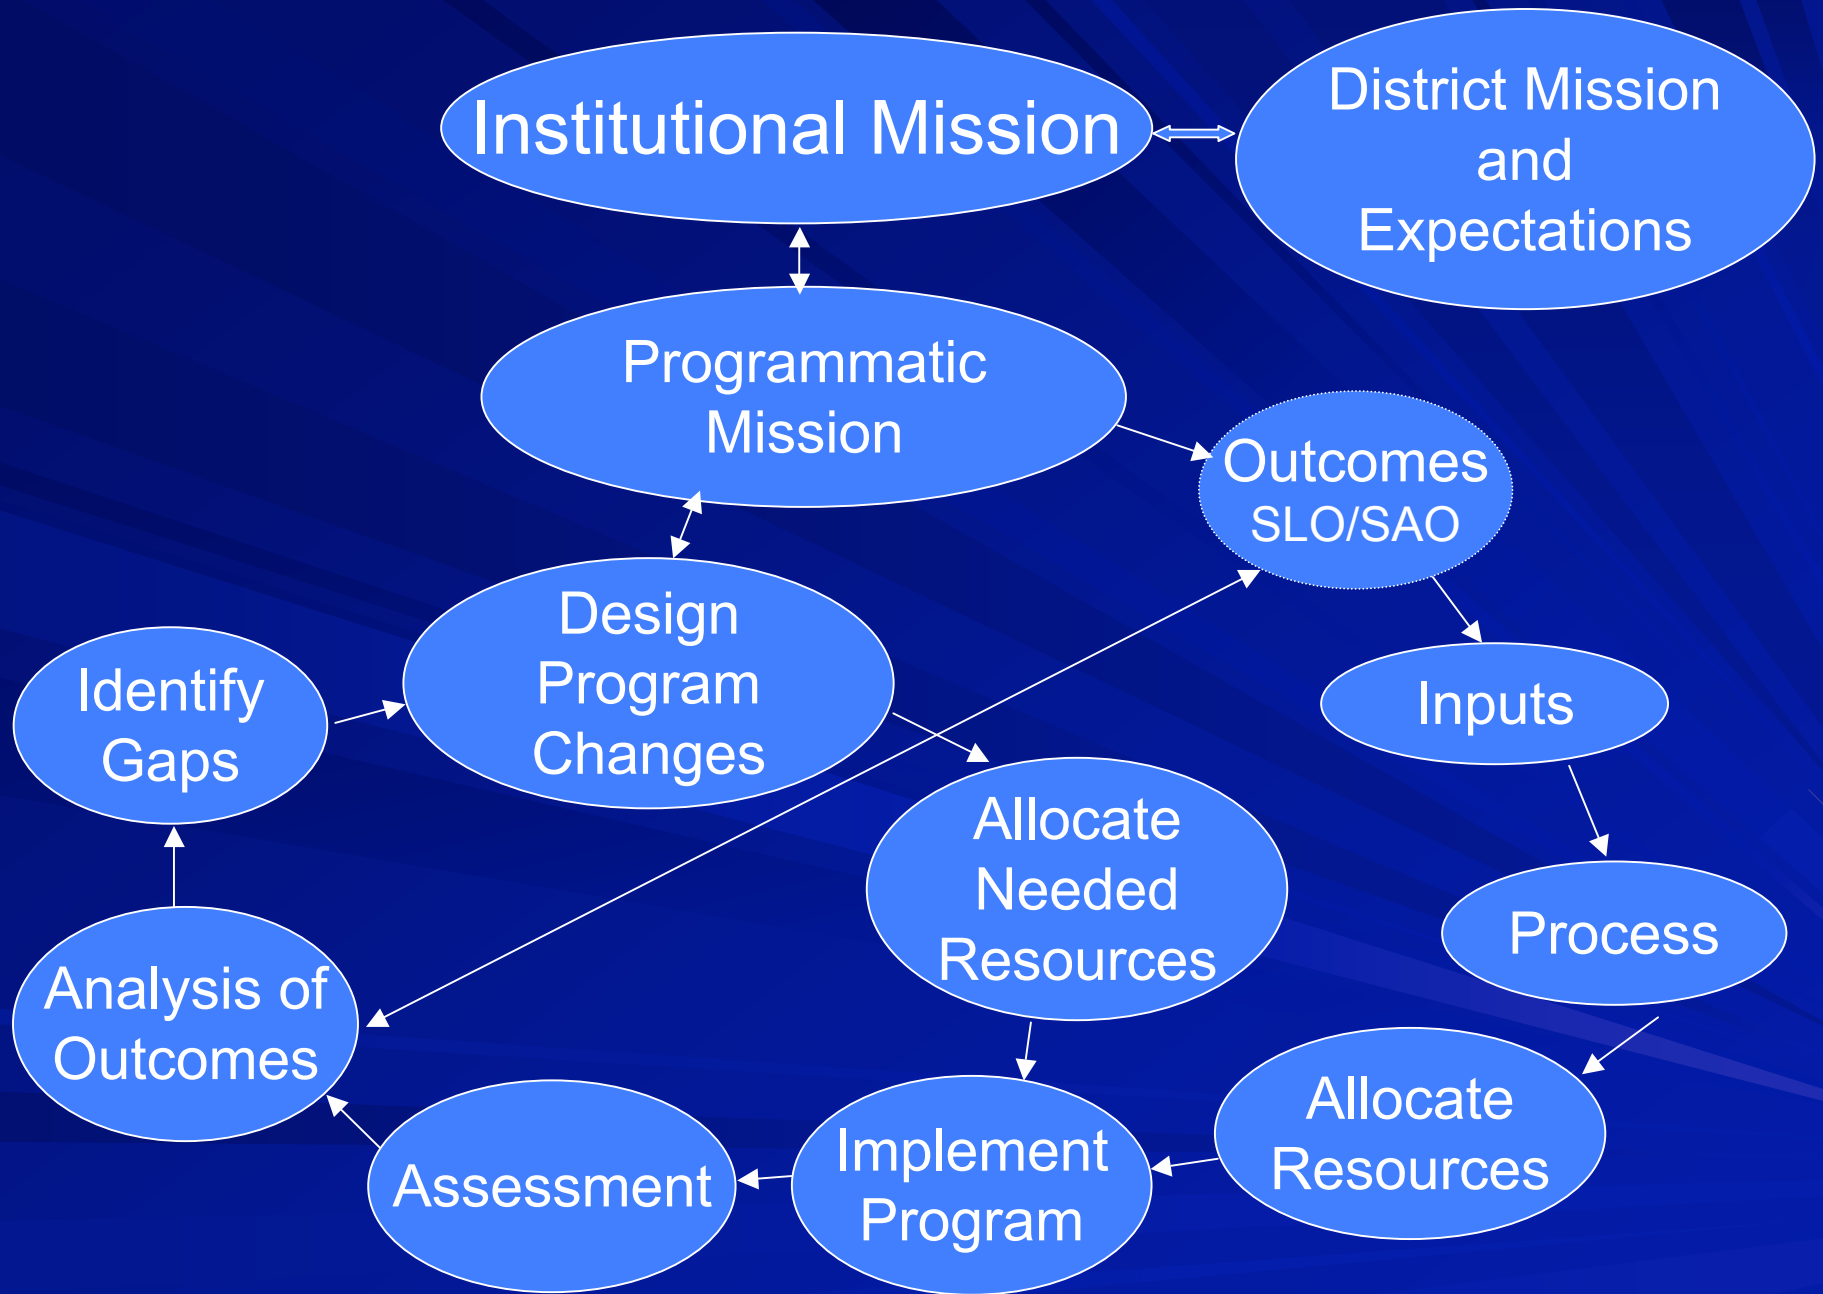 Institutional Mission
District Mission
and
Expectations
Programmatic
Mission
Outcomes
SLO/SAO
Design
Program
Changes
Identify
Gaps
Inputs
Allocate
Needed
Resources
Process
Analysis of
Outcomes
Allocate
Resources
Implement
Program
Assessment